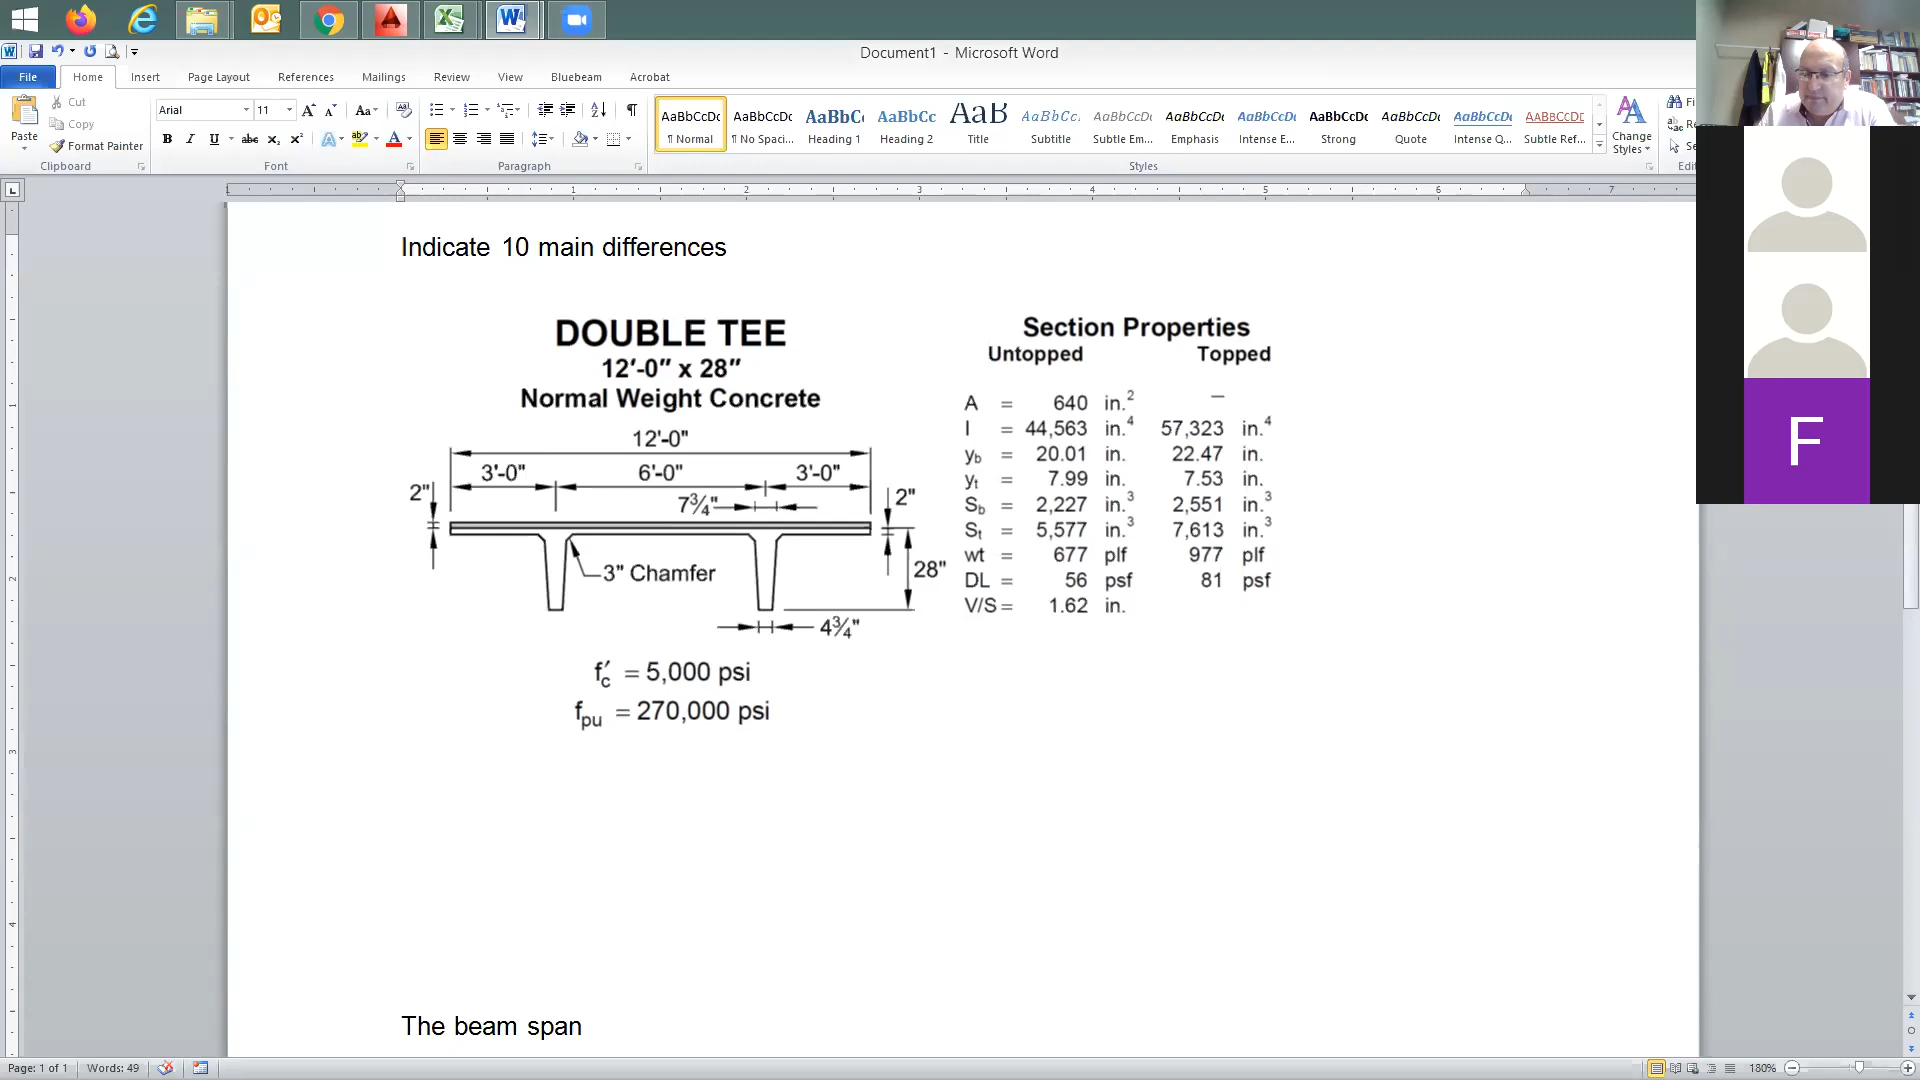 Document1 - Microsoft Word
File Home Insert Page Layout References Mailings Review View Bluebeam Acrobat
Paste
Cut
Copy
Format Painter
Clipboard
Arial 11
Font
Paragraph
AaBbCcDc AaBbCcDc AaBbC AaBbCc AaB AaBbCc. AaBbCcDc AaBbCcDc AaBbCcDc AaBbCcDc AaBbCcDc AaBbCcDc AABBCCDC
¶ Normal ¶ No Spaci... Heading 1 Heading 2 Title Subtitle Subtle Em... Emphasis Intense E... Strong Quote Intense Q... Subtle Ref...
Styles
Change
Styles
Indicate 10 main differences
DOUBLE TEE
12′-0″ x 28″
Normal Weight Concrete
12'-0"
3'-0" 6'-0" 3'-0"
2" 7¾" 2"
3" Chamfer
28"
4¾"
f′c = 5,000 psi
fpu = 270,000 psi
Section Properties
Untopped Topped
A = 640 in.2 —
I = 44,563 in.4 57,323 in.4
yb = 20.01 in. 22.47 in.
yt = 7.99 in. 7.53 in.
Sb = 2,227 in.3 2,551 in.3
St = 5,577 in.3 7,613 in.3
wt = 677 plf 977 plf
DL = 56 psf 81 psf
V/S = 1.62 in.
The beam span
F
Page: 1 of 1 Words: 49 180%